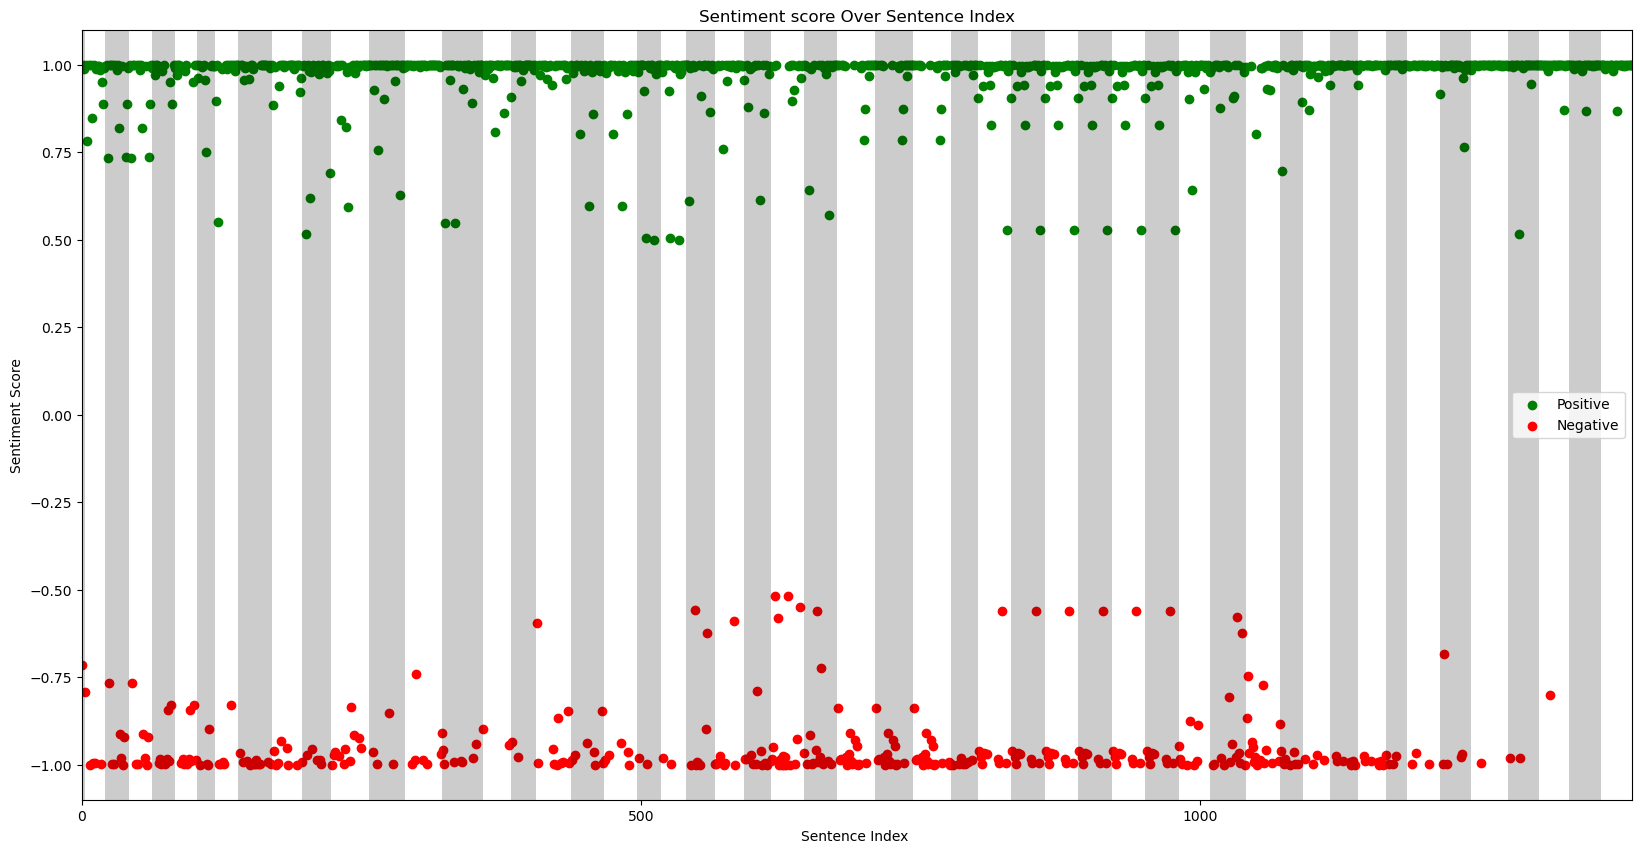 Sentiment score Over Sentence Index
1.00
0.75
0.50
0.25
0.00
−0.25
−0.50
−0.75
−1.00
Sentiment Score
Positive
Negative
0 500 1000
Sentence Index